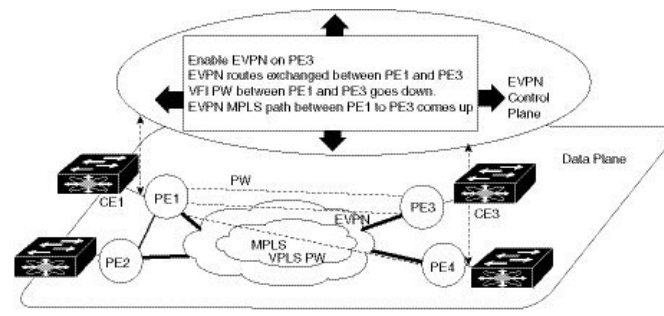 Enable EVPN on PE3
EVPN routes exchanged between PE1 and PE3
VFI PW between PE1 and PE3 goes down.
EVPN MPLS path between PE1 to PE3 comes up
EVPN
Control
Plane
Data Plane
PW
CE1
PE1
EVPN
PE3
CE3
MPLS
VPLS PW
PE2
PE4